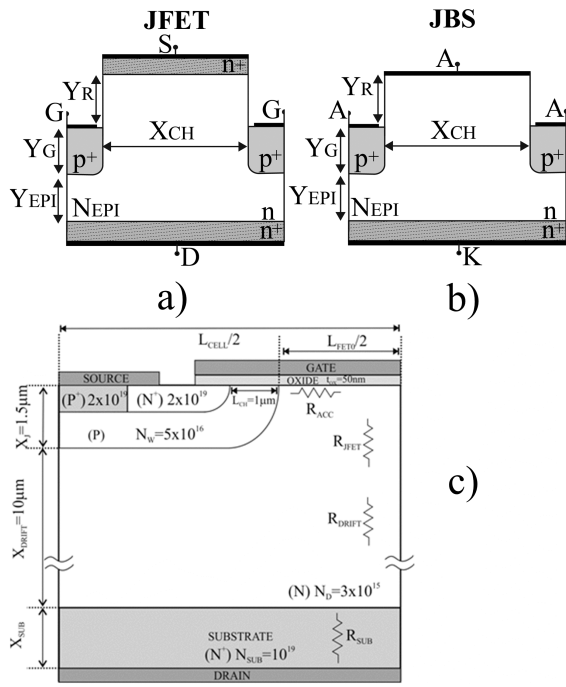 JFET
JBS
S
n+
YR
G
G
XCH
YG
p+
p+
YEPI
NEPI
n
n+
D
a)
A
YR
A
A
XCH
YG
p+
p+
YEPI
NEPI
n
n+
K
b)
LCELL/2
LFET0/2
GATE
SOURCE
OXIDE tox=50nm
(P+) 2x10^19
(N+) 2x10^19
LCH=1μm
RACC
XJ=1.5μm
(P) NW=5x10^16
RJFET
c)
XDRIFT=10μm
RDRIFT
(N) ND=3x10^15
XSUB
SUBSTRATE
(N+) NSUB=10^19
RSUB
DRAIN